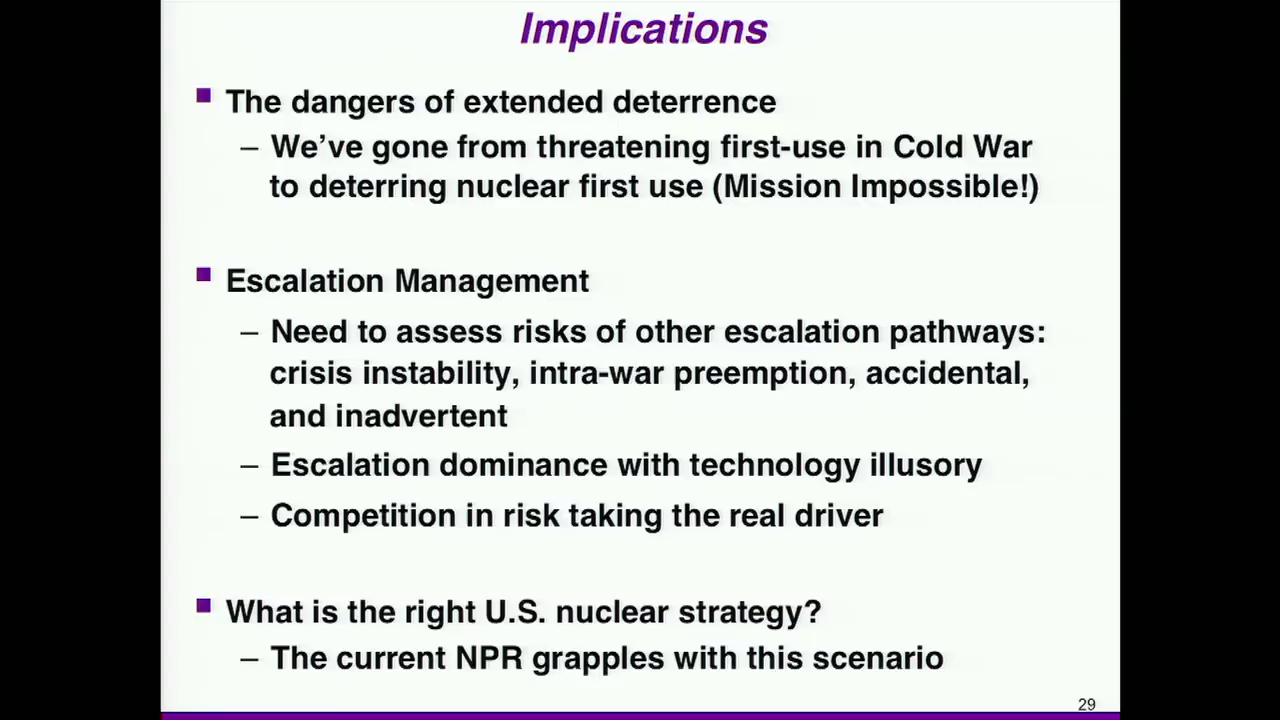 Implications
The dangers of extended deterrence
– We’ve gone from threatening first-use in Cold War
to deterring nuclear first use (Mission Impossible!)
Escalation Management
– Need to assess risks of other escalation pathways:
crisis instability, intra-war preemption, accidental,
and inadvertent
– Escalation dominance with technology illusory
– Competition in risk taking the real driver
What is the right U.S. nuclear strategy?
– The current NPR grapples with this scenario
29